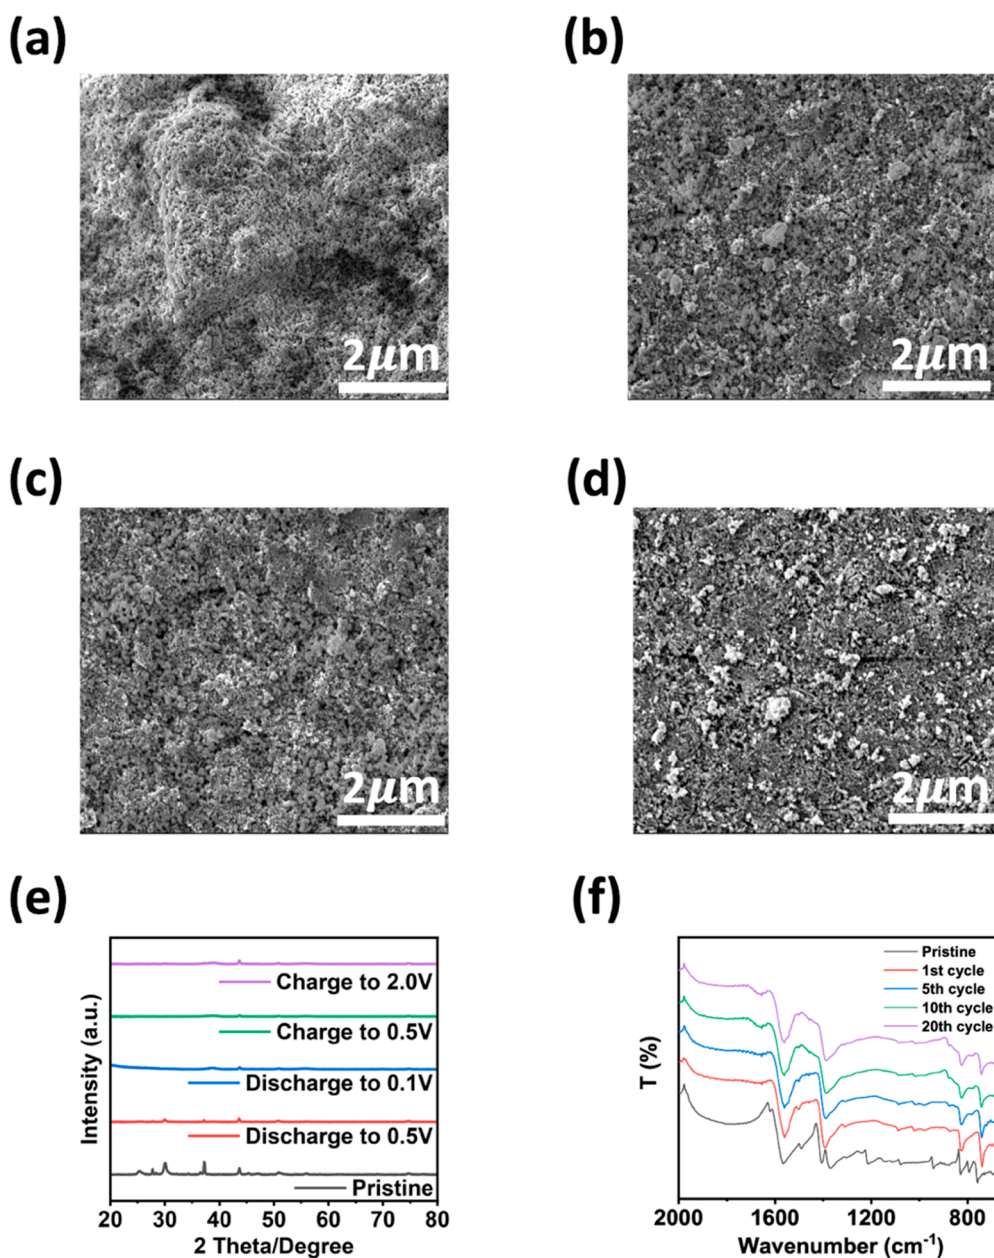 (a)
(b)
2μm
2μm
(c)
(d)
2μm
2μm
(e)
(f)
Intensity (a.u.)
Charge to 2.0V
Charge to 0.5V
Discharge to 0.1V
Discharge to 0.5V
Pristine
20 30 40 50 60 70 80
2 Theta/Degree
T (%)
Pristine
1st cycle
5th cycle
10th cycle
20th cycle
2000 1600 1200 800
Wavenumber (cm⁻¹)